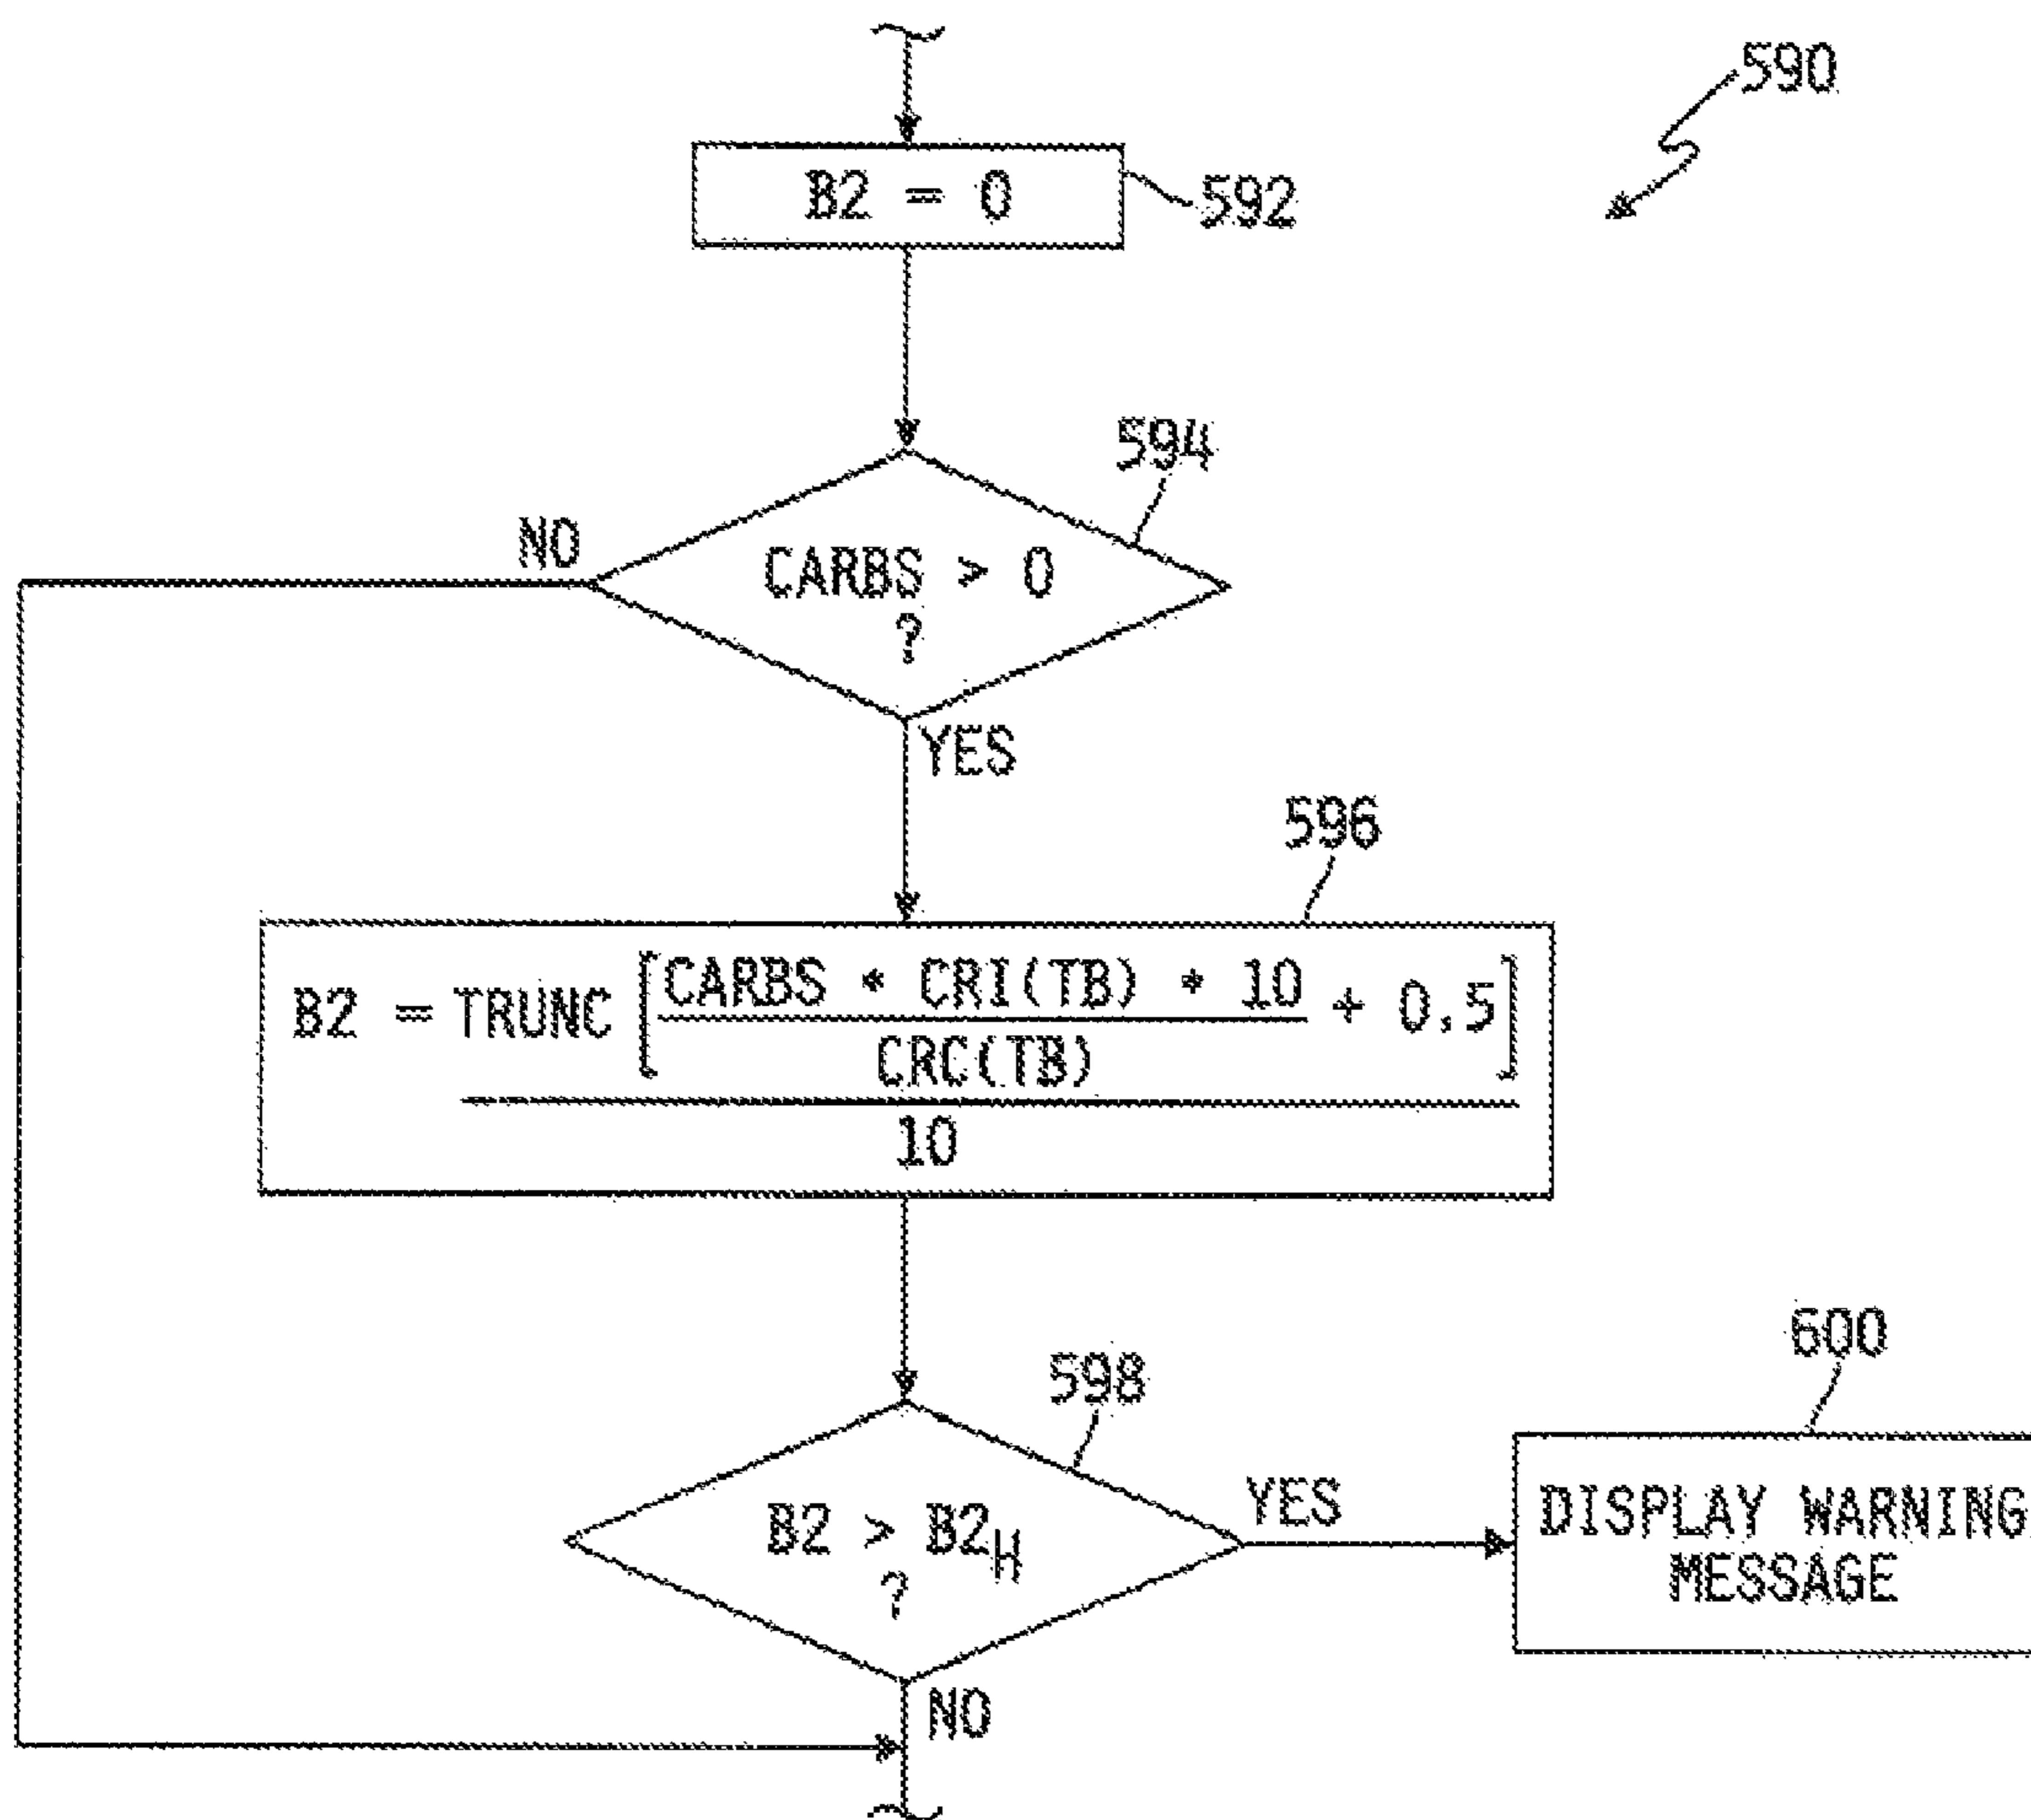 590
B2 = 0
592
594
NO
CARBS > 0
?
YES
596
CARBS * CRI(TB) * 10
B2 = TRUNC [ + 0.5]
CRC(TB)
10
598
600
B2 > B2H
?
YES
DISPLAY WARNING
MESSAGE
NO